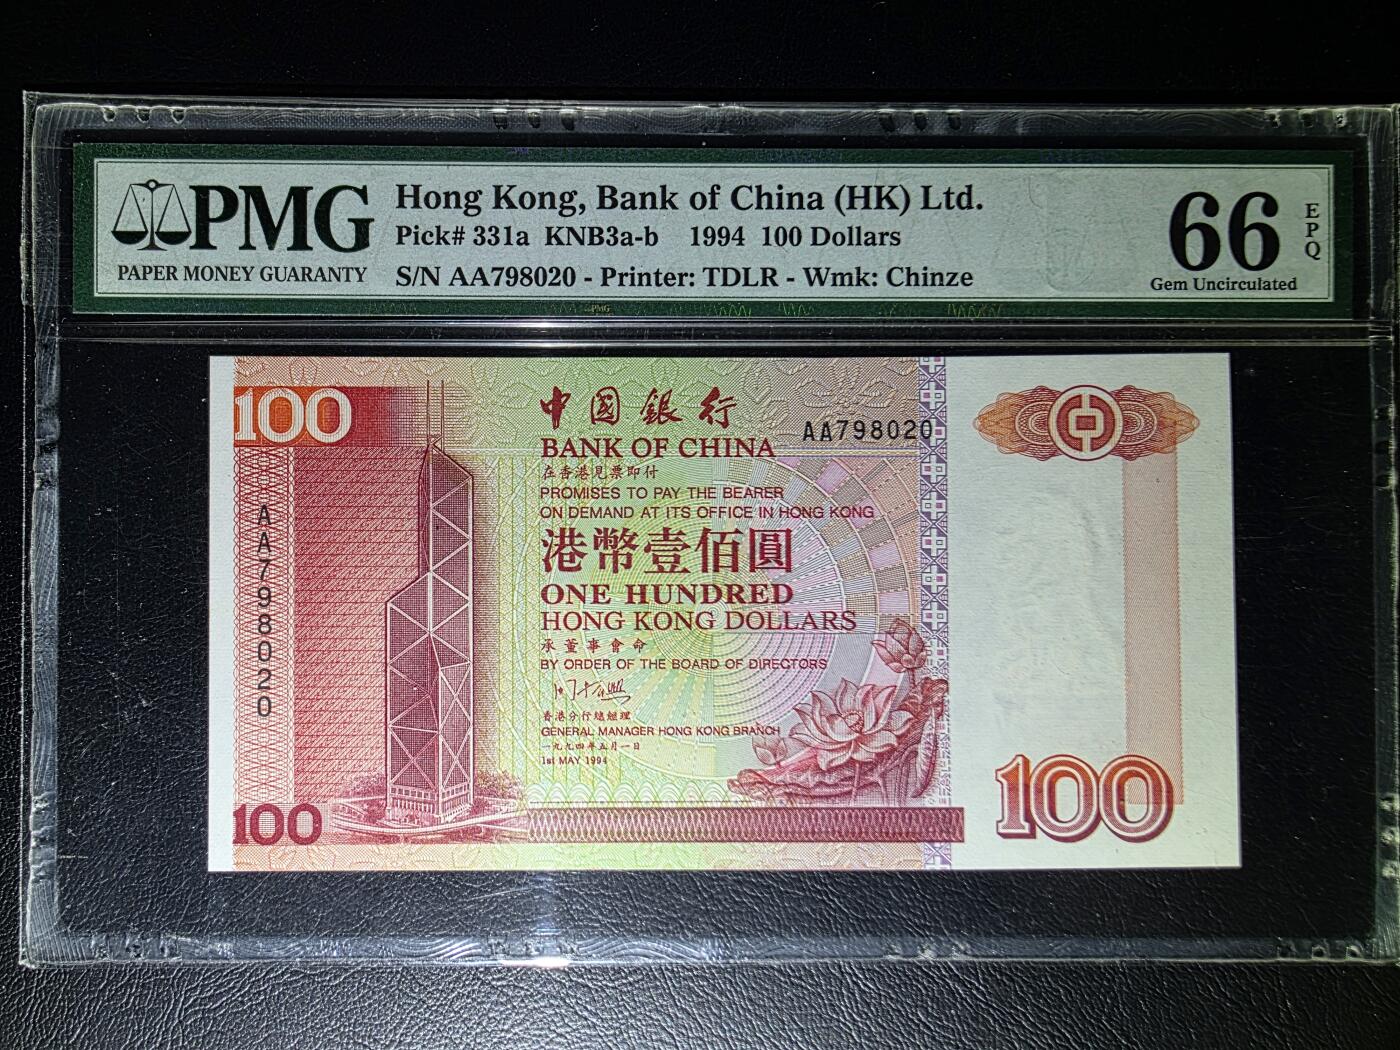 PMG
PAPER MONEY GUARANTY
Hong Kong, Bank of China (HK) Ltd.
Pick# 331a KNB3a-b 1994 100 Dollars
S/N AA798020 - Printer: TDLR - Wmk: Chinze
66
EPQ
Gem Uncirculated
PMG
100
中國銀行
AA798020
BANK OF CHINA
在香港見票即付
PROMISES TO PAY THE BEARER
ON DEMAND AT ITS OFFICE IN HONG KONG
港幣壹佰圓
ONE HUNDRED
HONG KONG DOLLARS
承董事會命
BY ORDER OF THE BOARD OF DIRECTORS
香港分行總經理
GENERAL MANAGER HONG KONG BRANCH
一九九四年五月一日
1st MAY 1994
AA798020
100
100